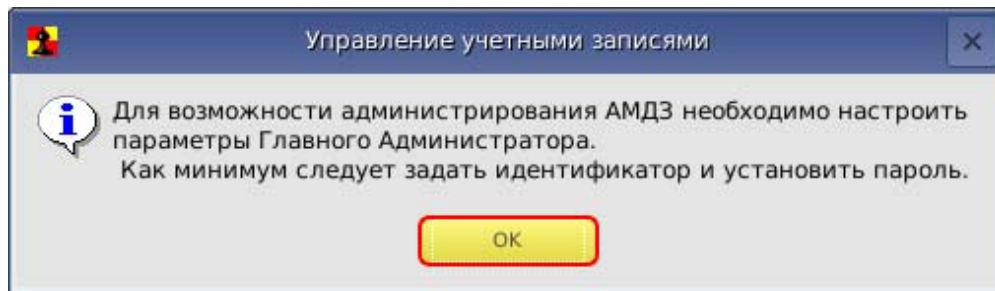 Управление учетными записями
Для возможности администрирования АМДЗ необходимо настроить
параметры Главного Администратора.
Как минимум следует задать идентификатор и установить пароль.
ОК